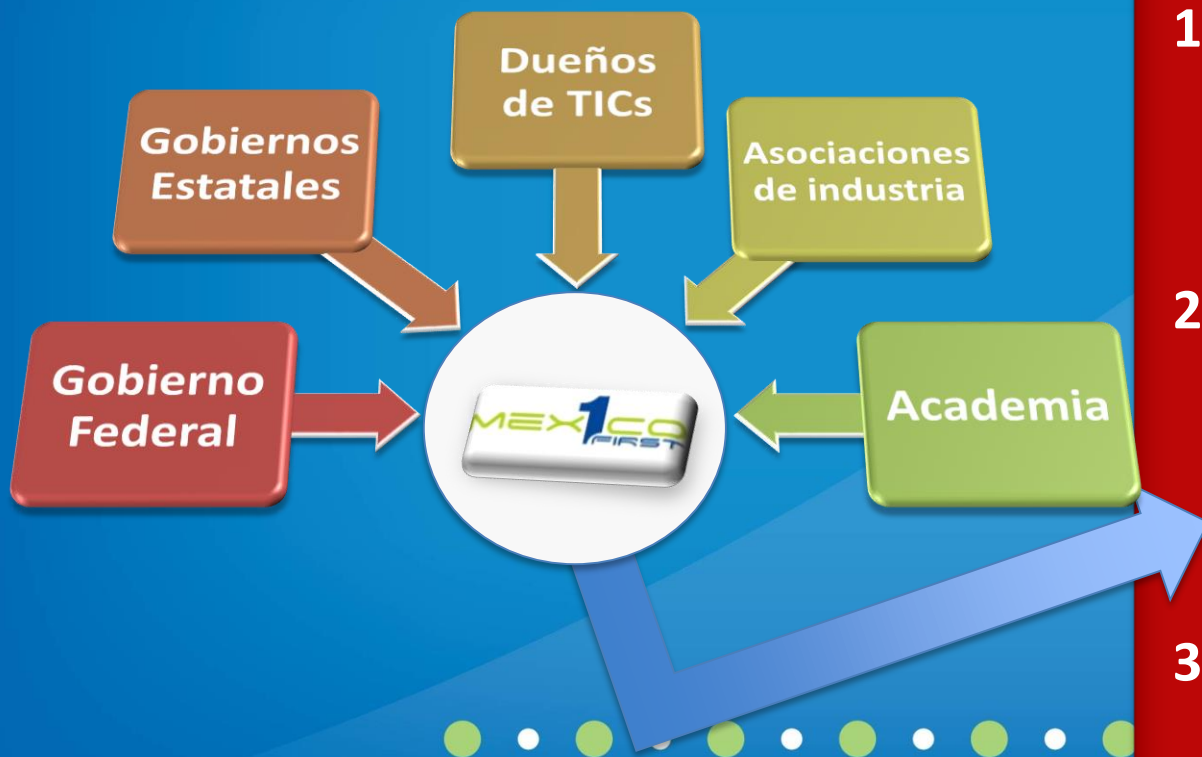 Dueños
de TICs
Gobiernos
Estatales
Asociaciones
de industria
Gobierno
Federal
MEX1CO
FIRST
Academia
1
2
3